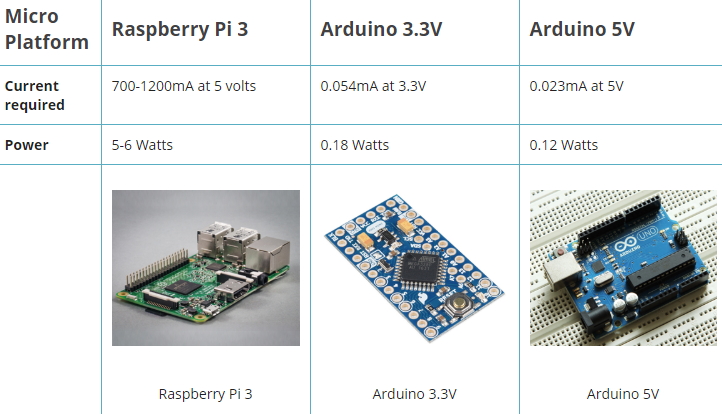 Micro
Platform
Raspberry Pi 3
Arduino 3.3V
Arduino 5V
Current
required
700-1200mA at 5 volts
0.054mA at 3.3V
0.023mA at 5V
Power
5-6 Watts
0.18 Watts
0.12 Watts
UNO
ARDUINO
Raspberry Pi 3
Arduino 3.3V
Arduino 5V